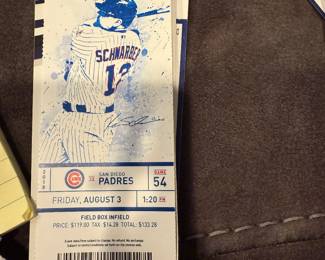 SCHWARBER
12
VS
SAN DIEGO
PADRES
GAME
54
FRIDAY, AUGUST 3
1:20 PM
FIELD BOX INFIELD
PRICE: $119.00 TAX: $14.28 TOTAL: $133.28